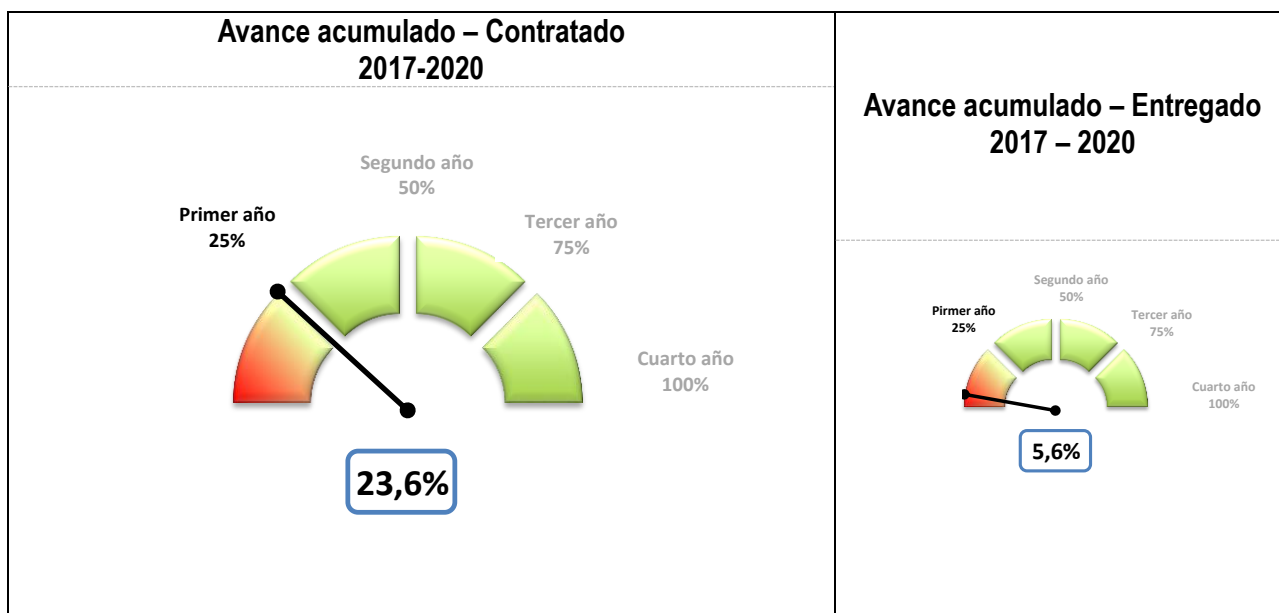 Avance acumulado – Contratado
2017-2020
Segundo año
50%
Primer año
25%
Tercer año
75%
Cuarto año
100%
23,6%
Avance acumulado – Entregado
2017 – 2020
Segundo año
50%
Pirmer año
25%
Tercer año
75%
Cuarto año
100%
5,6%